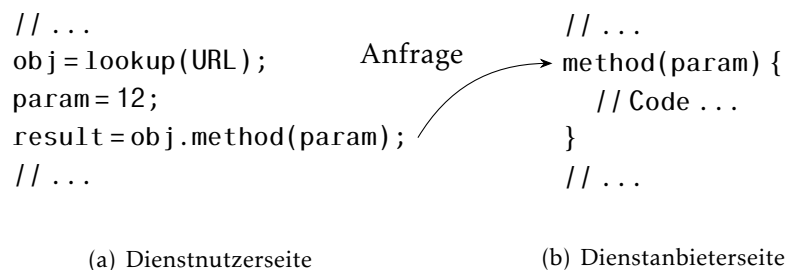 // ...
obj = lookup(URL);
param = 12;
result = obj.method(param);
// ...
Anfrage
// ...
method(param) {
// Code ...
}
// ...
(a) Dienstnutzerseite
(b) Dienstanbieterseite